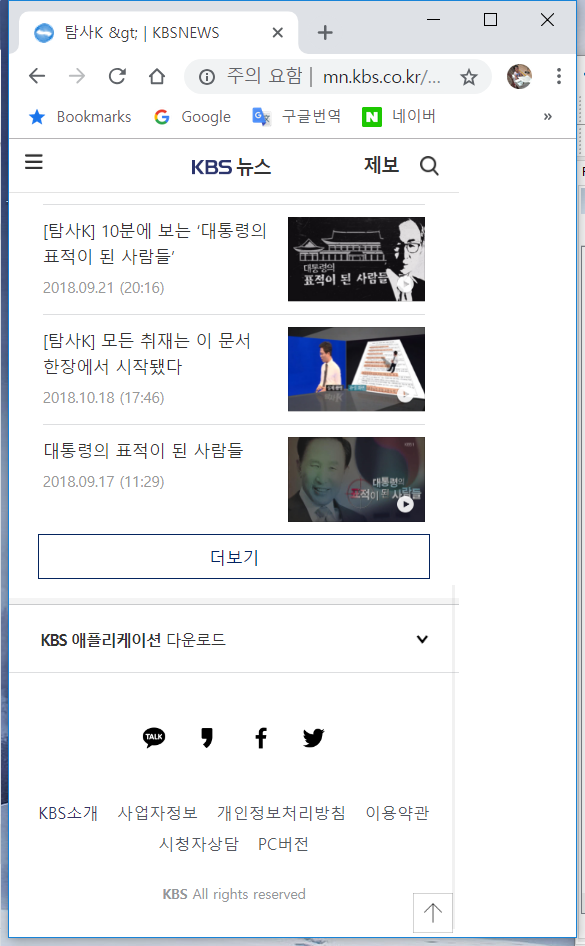 탐사K &gt; | KBSNEWS
주의 요함 | mn.kbs.co.kr/...
Bookmarks Google 구글번역 네이버 »
KBS 뉴스 제보
[탐사K] 10분에 보는 ‘대통령의
표적이 된 사람들’
2018.09.21 (20:16)
대통령의
표적이 된 사람들
[탐사K] 모든 취재는 이 문서
한장에서 시작됐다
2018.10.18 (17:46)
대통령의 표적이 된 사람들
2018.09.17 (11:29)
대통령의
표적이 된 사람들
더보기
KBS 애플리케이션 다운로드
TALK
KBS소개 사업자정보 개인정보처리방침 이용약관
시청자상담 PC버전
KBS All rights reserved